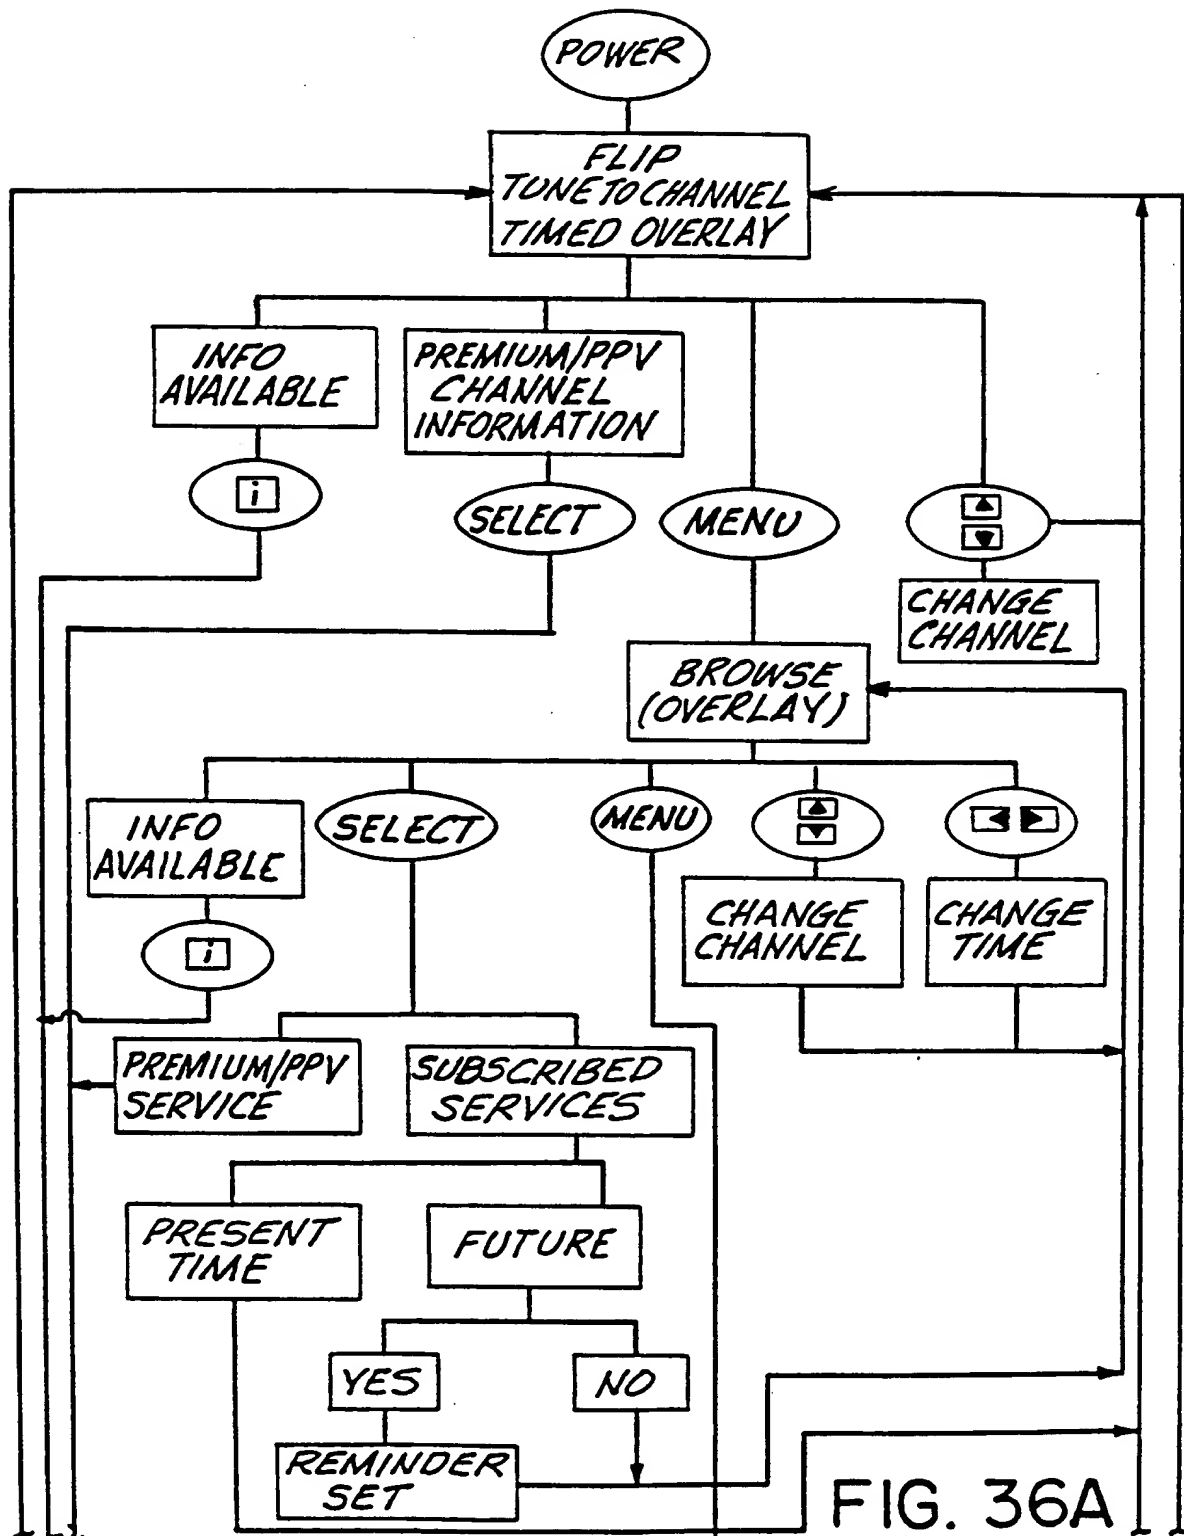 POWER
FLIP
TUNE TO CHANNEL
TIMED OVERLAY
INFO
AVAILABLE
PREMIUM/PPV
CHANNEL
INFORMATION
i
SELECT
MENU
CHANGE
CHANNEL
BROWSE
(OVERLAY)
INFO
AVAILABLE
SELECT
MENU
CHANGE
CHANNEL
CHANGE
TIME
i
PREMIUM/PPV
SERVICE
SUBSCRIBED
SERVICES
PRESENT
TIME
FUTURE
YES
NO
REMINDER
SET
FIG. 36A